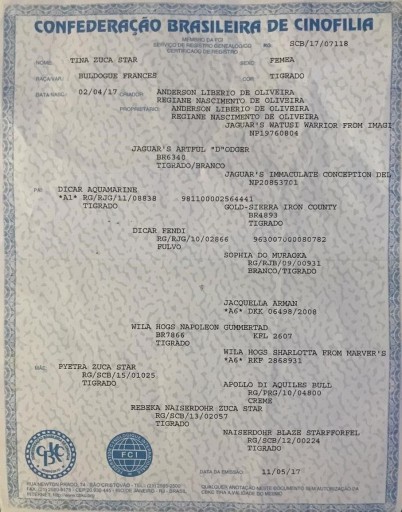 CONFEDERAÇÃO BRASILEIRA DE CINOFILIA
MEMBRO DA FCI
SERVIÇO DE REGISTRO GENEALÓGICO
CERTIFICADO DE REGISTRO
RG: SCB/17/07118
NOME: TINA ZUCA STAR SEXO: FEMEA
RAÇA/VAR.: BULDOGUE FRANCES COR: TIGRADO
DATA NASC.: 02/04/17 CRIADOR: ANDERSON LIBERIO DE OLIVEIRA
REGIANE NASCIMENTO DE OLIVEIRA
PROPRIETÁRIO: ANDERSON LIBERIO DE OLIVEIRA
REGIANE NASCIMENTO DE OLIVEIRA
JAGUAR'S WATUSI WARRIOR FROM IMAGI
NP19760804
JAGUAR'S ARTFUL "D"ODGER
BR6340
TIGRADO/BRANCO
JAGUAR'S IMMACULATE CONCEPTION DEL
NP20853701
PAI: DICAR AQUAMARINE
*A1* RG/RJG/11/08838 981100002564441
TIGRADO
GOLD-SIERRA IRON COUNTY
BR4893
TIGRADO
DICAR FENDI
RG/RJG/10/02866 963007000080782
FULVO
SOPHIA DO MURAGKA
RG/RJB/09/00931
BRANCO/TIGRADO
JACQUELLA ARMAN
*A6* DKK 06498/2008
WILA HOGS NAPOLEON GUMMERTAD
BR7866 KFL 2607
TIGRADO
WILA HOGS SHARLOTTA FROM MARVER'S
*A6* RKF 2868931
MÃE: PYETRA ZUCA STAR
RG/SCB/15/01025
TIGRADO
APOLLO DI AQUILES BULL
RG/PRG/10/04800
CREME
REBEKA NAISERDOHR ZUCA STAR
RG/SCB/13/02057
TIGRADO
NAISERDOHR BLAZE STARFFORFEL
RG/SCB/12/00224
TIGRADO
CBKC
FCI
DATA DA EMISSÃO: 11/05/17